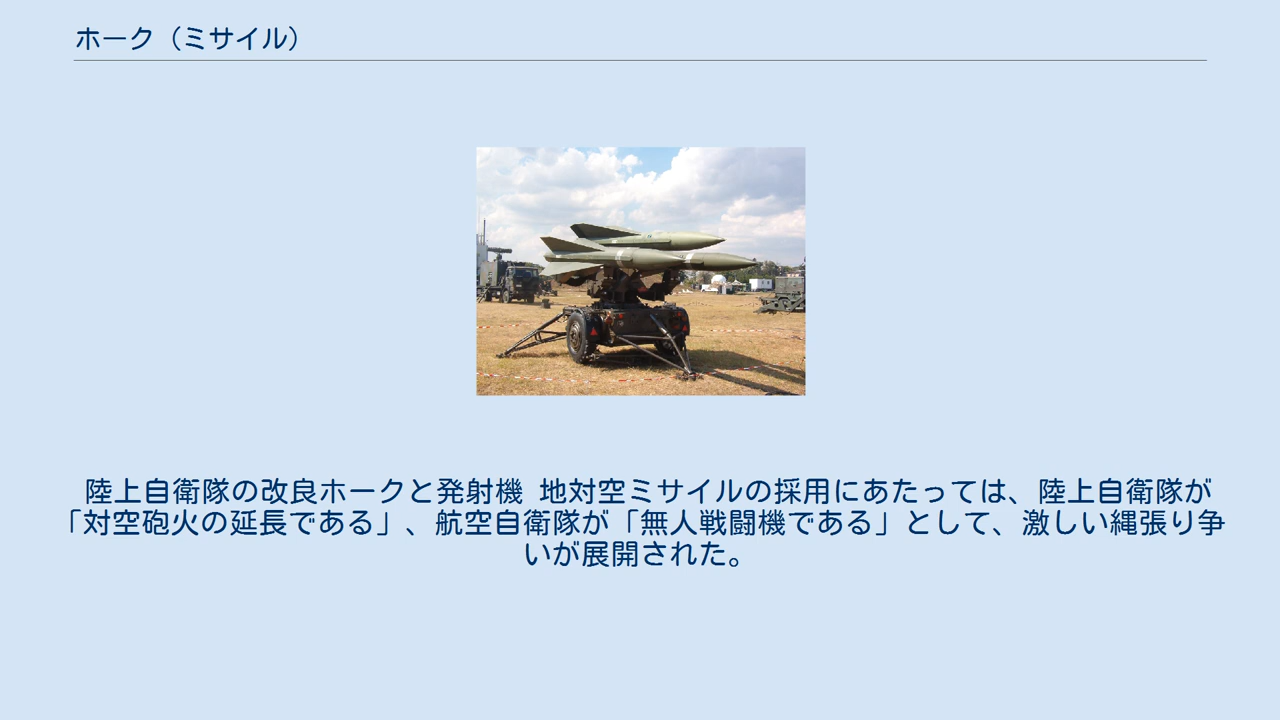 ホーク（ミサイル）
陸上自衛隊の改良ホークと発射機 地対空ミサイルの採用にあたっては、陸上自衛隊が
「対空砲火の延長である」、航空自衛隊が「無人戦闘機である」として、激しい縄張り争
いが展開された。